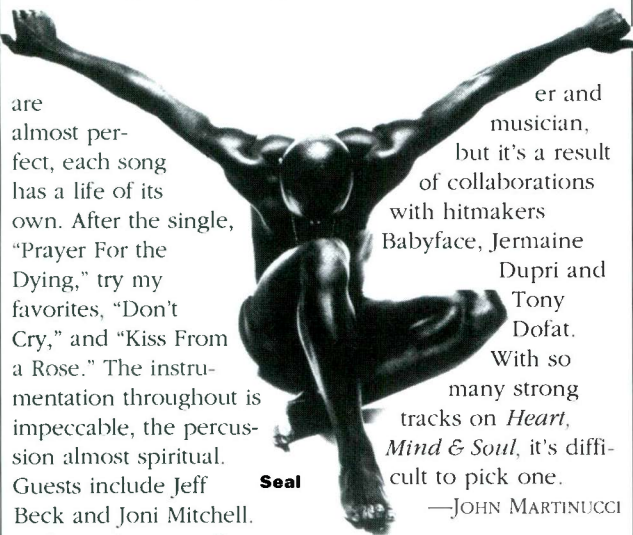 are
almost per-
fect, each song
has a life of its
own. After the single,
“Prayer For the
Dying,” try my
favorites, “Don't
Cry,” and “Kiss From
a Rose.” The instru-
mentation throughout is
impeccable, the percus-
sion almost spiritual.
Guests include Jeff
Beck and Joni Mitchell.
Seal
er and
musician,
but it's a result
of collaborations
with hitmakers
Babyface, Jermaine
Dupri and
Tony
Dofat.
With so
many strong
tracks on Heart,
Mind & Soul, it's diffi-
cult to pick one.
—JOHN MARTINUCCI